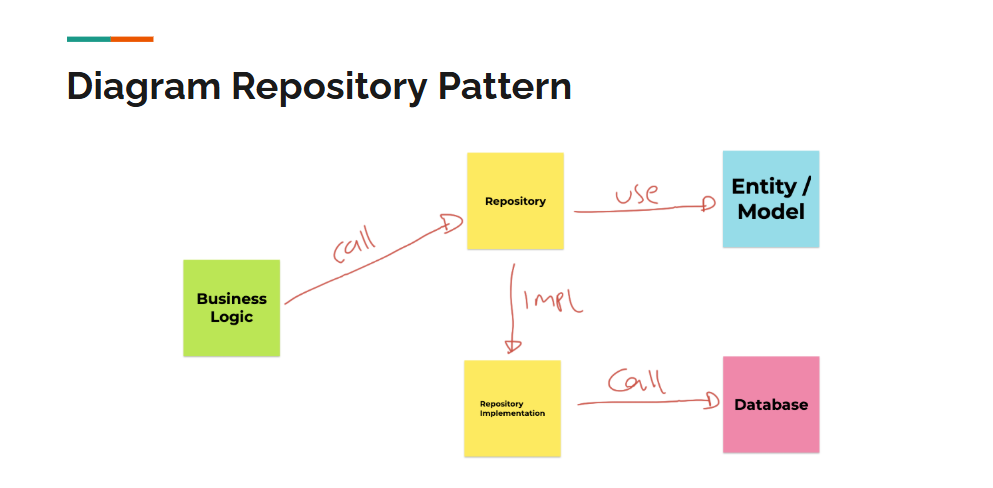 Diagram Repository Pattern
Repository
use
Entity /
Model
call
Business
Logic
Impl
Repository
Implementation
Call
Database